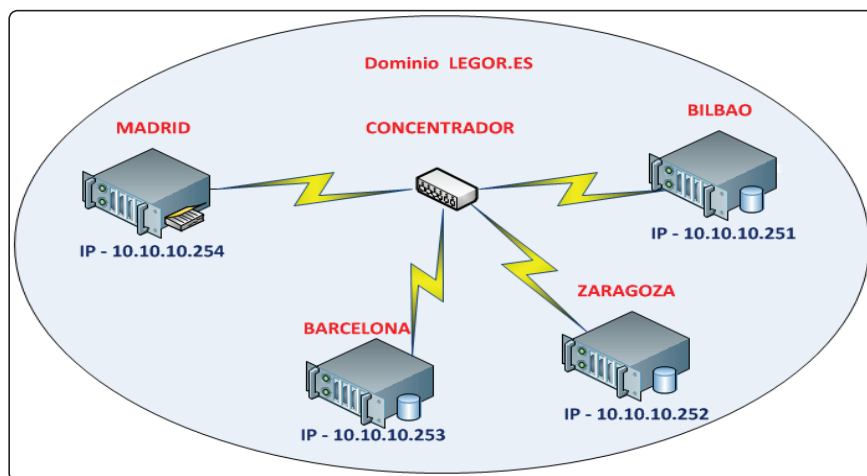 Dominio LEGOR.ES
MADRID
CONCENTRADOR
BILBAO
IP - 10.10.10.254
IP - 10.10.10.251
ZARAGOZA
BARCELONA
IP - 10.10.10.252
IP - 10.10.10.253